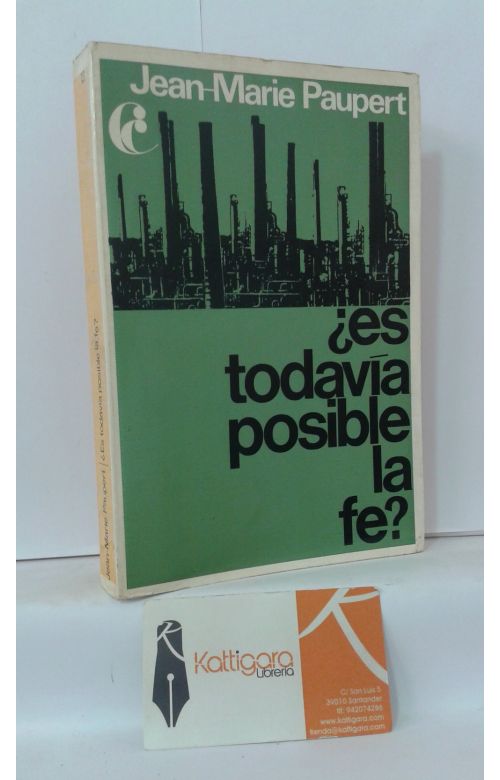 Jean-Marie Paupert
¿es
todavía
posible
la
fe?
Jean-Marie Paupert / ¿Es todavía posible la fe?
Kattigara
Librería
C/ San Luis 5
39010 Santander
tlf: 942074286
www.kattigara.com
tienda@kattigara.com